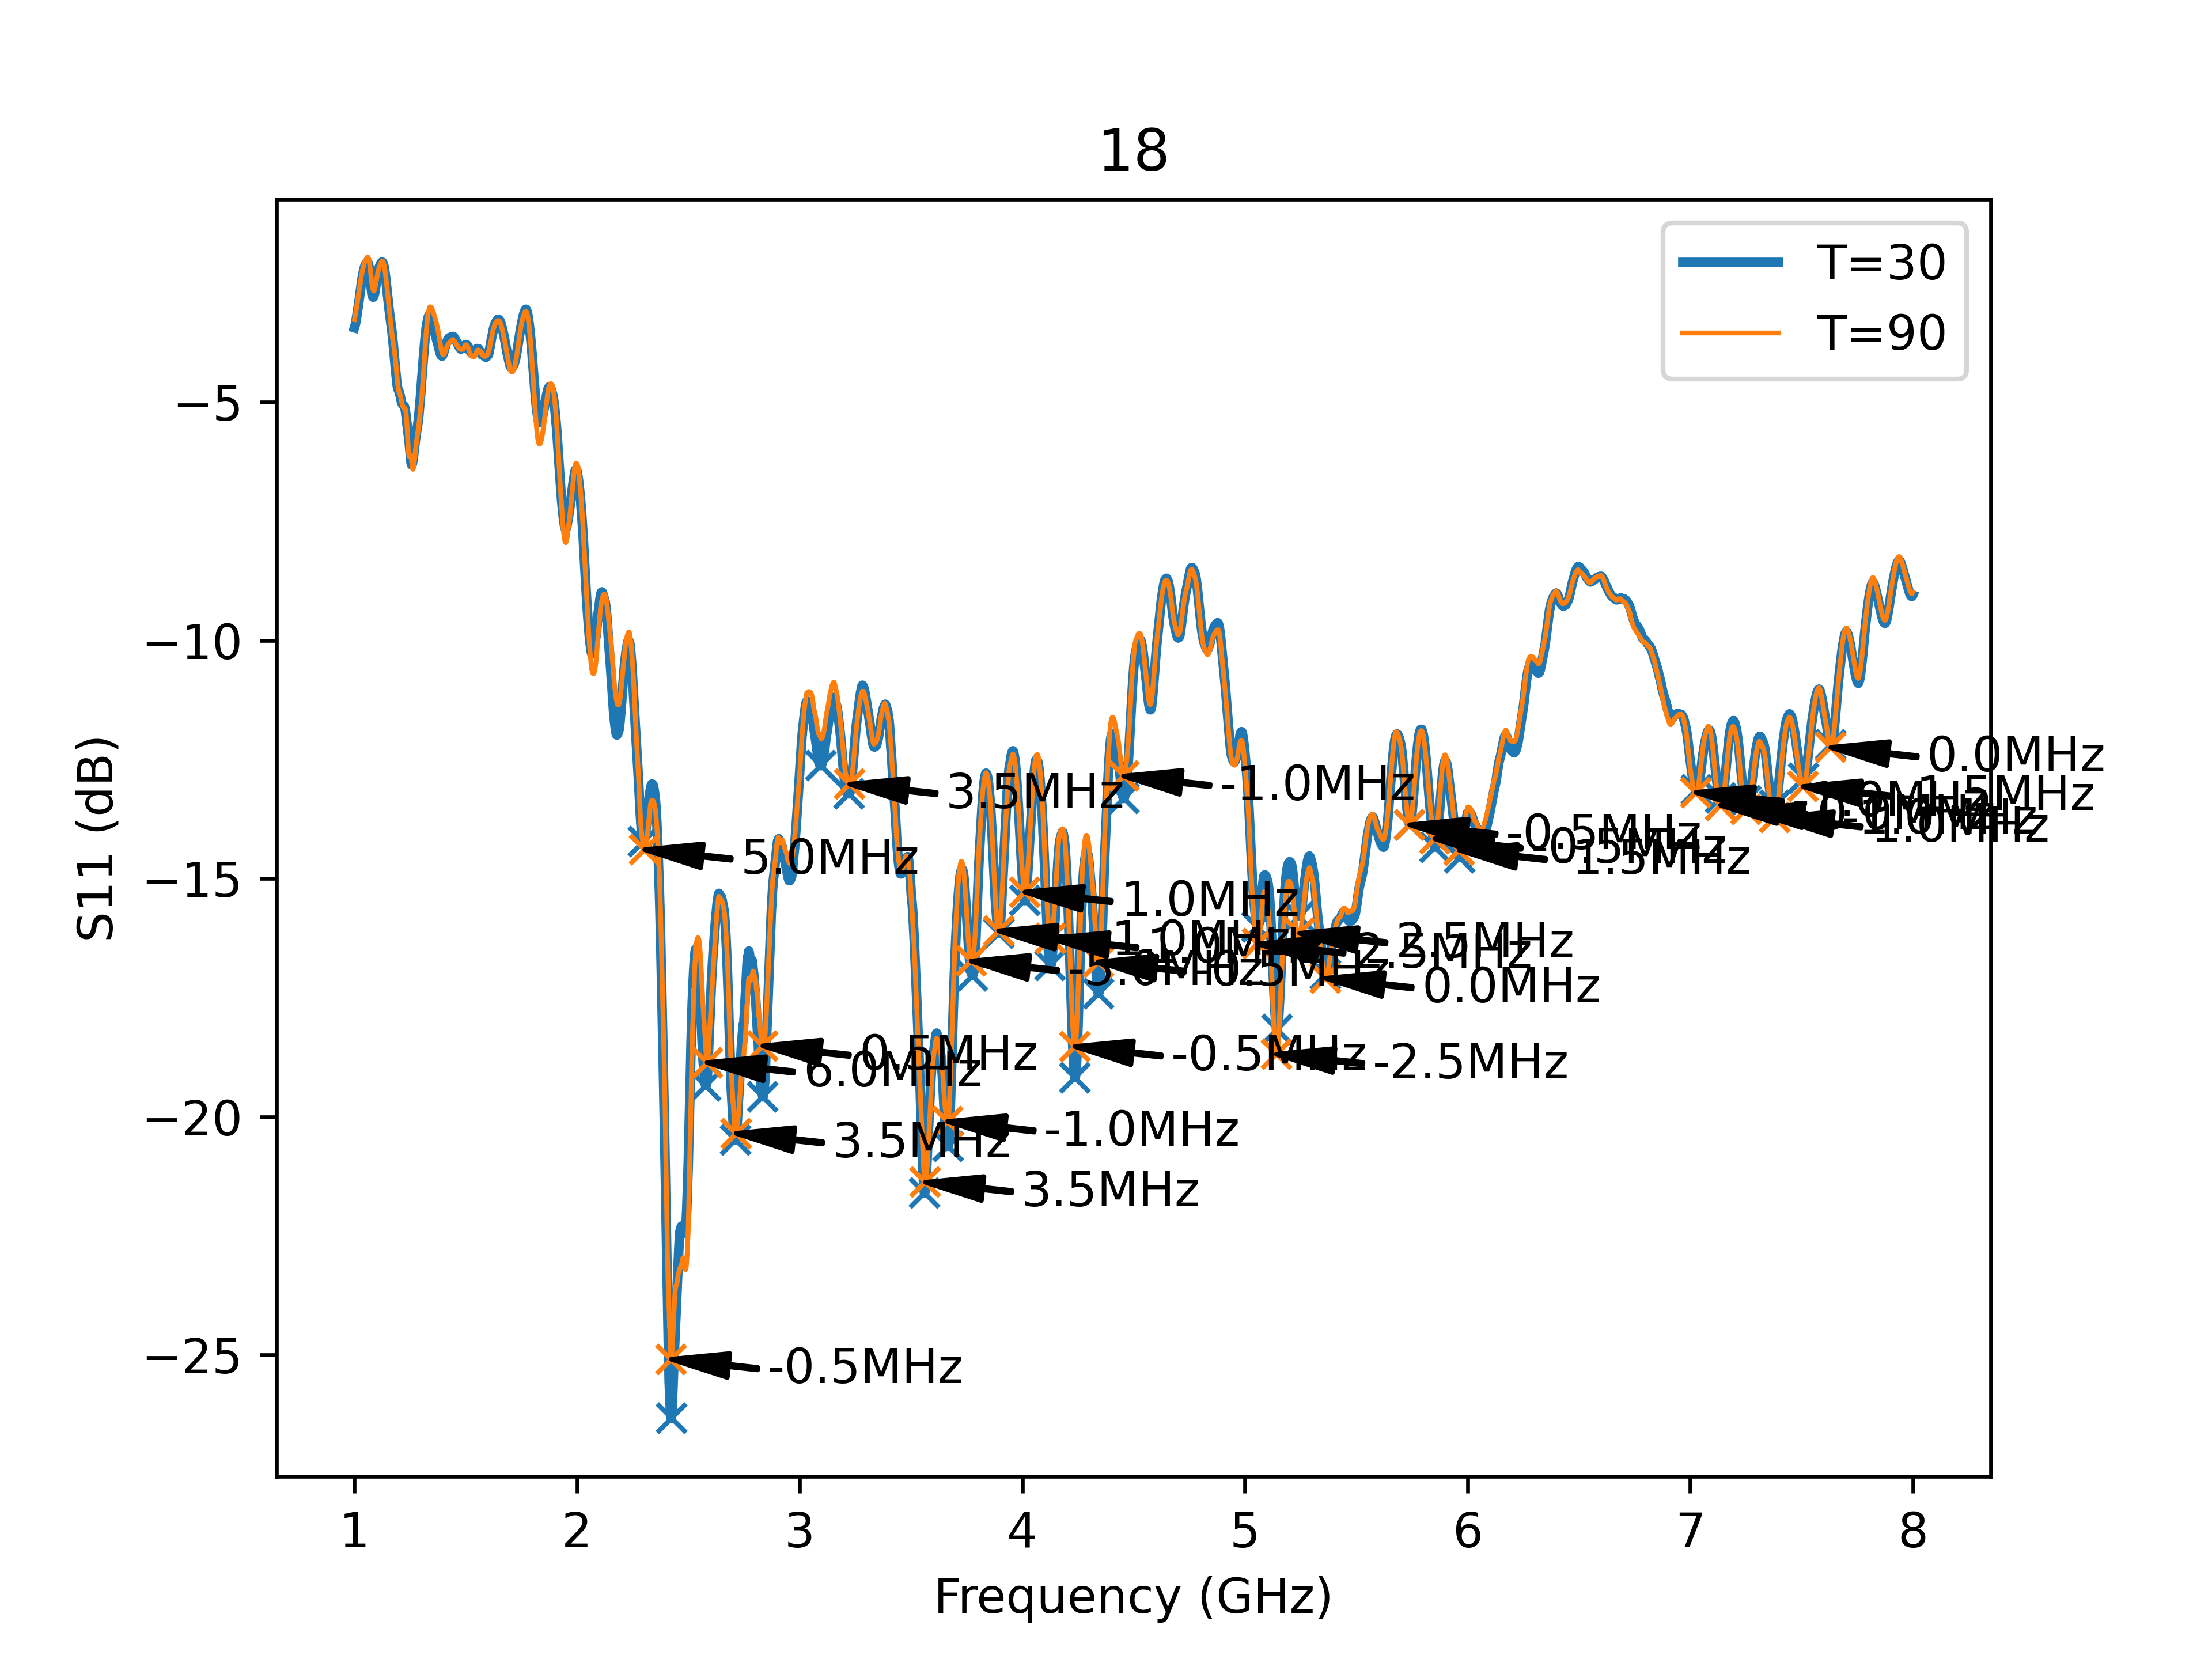 18
T=30
T=90
S11 (dB)
−5
−10
−15
−20
−25
0.0MHz
3.5MHz
-1.0MHz
1.5MHz
-0.5MHz
1.0MHz
5.0MHz
-1.5MHz
1.0MHz
2.5MHz
0.0MHz
0.5MHz
6.0MHz
-0.5MHz
-2.5MHz
3.5MHz
-1.0MHz
3.5MHz
-0.5MHz
1
2
3
4
5
6
7
8
Frequency (GHz)